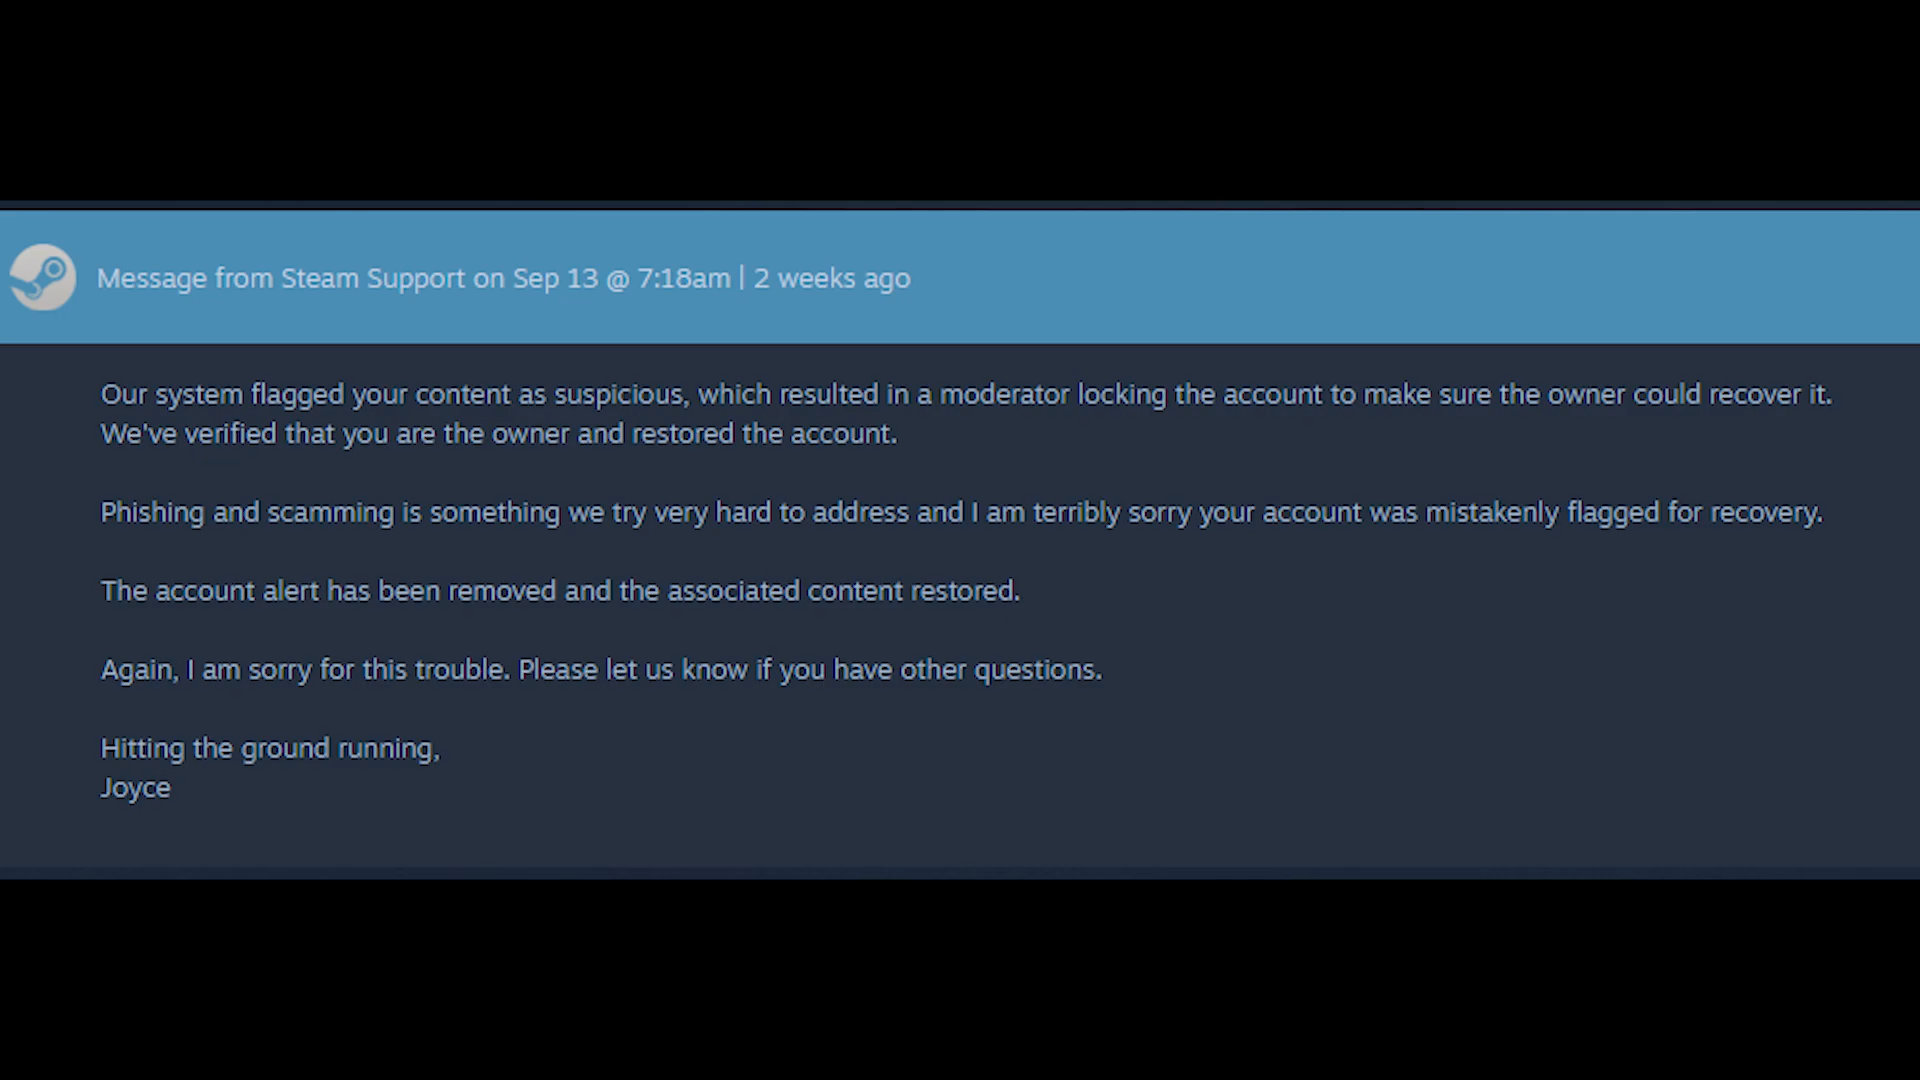 Message from Steam Support on Sep 13 @ 7:18am | 2 weeks ago
Our system flagged your content as suspicious, which resulted in a moderator locking the account to make sure the owner could recover it.
We've verified that you are the owner and restored the account.
Phishing and scamming is something we try very hard to address and I am terribly sorry your account was mistakenly flagged for recovery.
The account alert has been removed and the associated content restored.
Again, I am sorry for this trouble. Please let us know if you have other questions.
Hitting the ground running,
Joyce